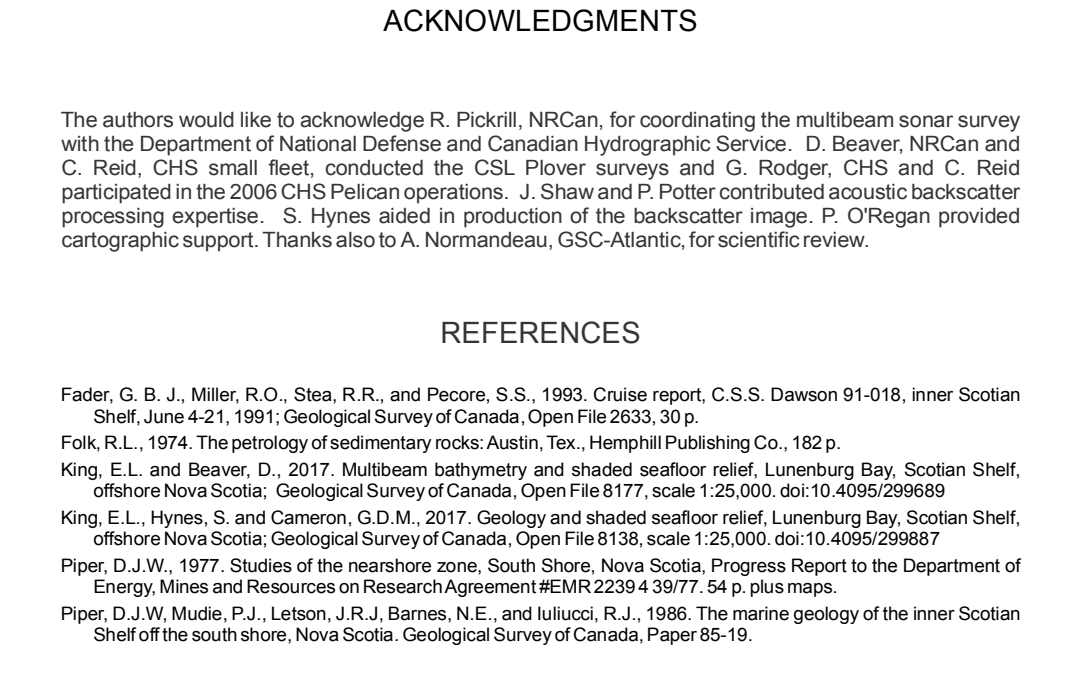 ACKNOWLEDGMENTS
The authors would like to acknowledge R. Pickrill, NRCan, for coordinating the multibeam sonar survey
with the Department of National Defense and Canadian Hydrographic Service. D. Beaver, NRCan and
C. Reid, CHS small fleet, conducted the CSL Plover surveys and G. Rodger, CHS and C. Reid
participated in the 2006 CHS Pelican operations. J. Shaw and P. Potter contributed acoustic backscatter
processing expertise. S. Hynes aided in production of the backscatter image. P. O'Regan provided
cartographic support. Thanks also to A. Normandeau, GSC-Atlantic, for scientific review.
REFERENCES
Fader, G. B. J., Miller, R.O., Stea, R.R., and Pecore, S.S., 1993. Cruise report, C.S.S. Dawson 91-018, inner Scotian
Shelf, June 4-21, 1991; Geological Survey of Canada, Open File 2633, 30 p.
Folk, R.L., 1974. The petrology of sedimentary rocks: Austin, Tex., Hemphill Publishing Co., 182 p.
King, E.L. and Beaver, D., 2017. Multibeam bathymetry and shaded seafloor relief, Lunenburg Bay, Scotian Shelf,
offshore Nova Scotia; Geological Survey of Canada, Open File 8177, scale 1:25,000. doi:10.4095/299689
King, E.L., Hynes, S. and Cameron, G.D.M., 2017. Geology and shaded seafloor relief, Lunenburg Bay, Scotian Shelf,
offshore Nova Scotia; Geological Survey of Canada, Open File 8138, scale 1:25,000. doi:10.4095/299887
Piper, D.J.W., 1977. Studies of the nearshore zone, South Shore, Nova Scotia, Progress Report to the Department of
Energy, Mines and Resources on Research Agreement #EMR 2239 4 39/77. 54 p. plus maps.
Piper, D.J.W, Mudie, P.J., Letson, J.R.J, Barnes, N.E., and Iuliucci, R.J., 1986. The marine geology of the inner Scotian
Shelf off the south shore, Nova Scotia. Geological Survey of Canada, Paper 85-19.